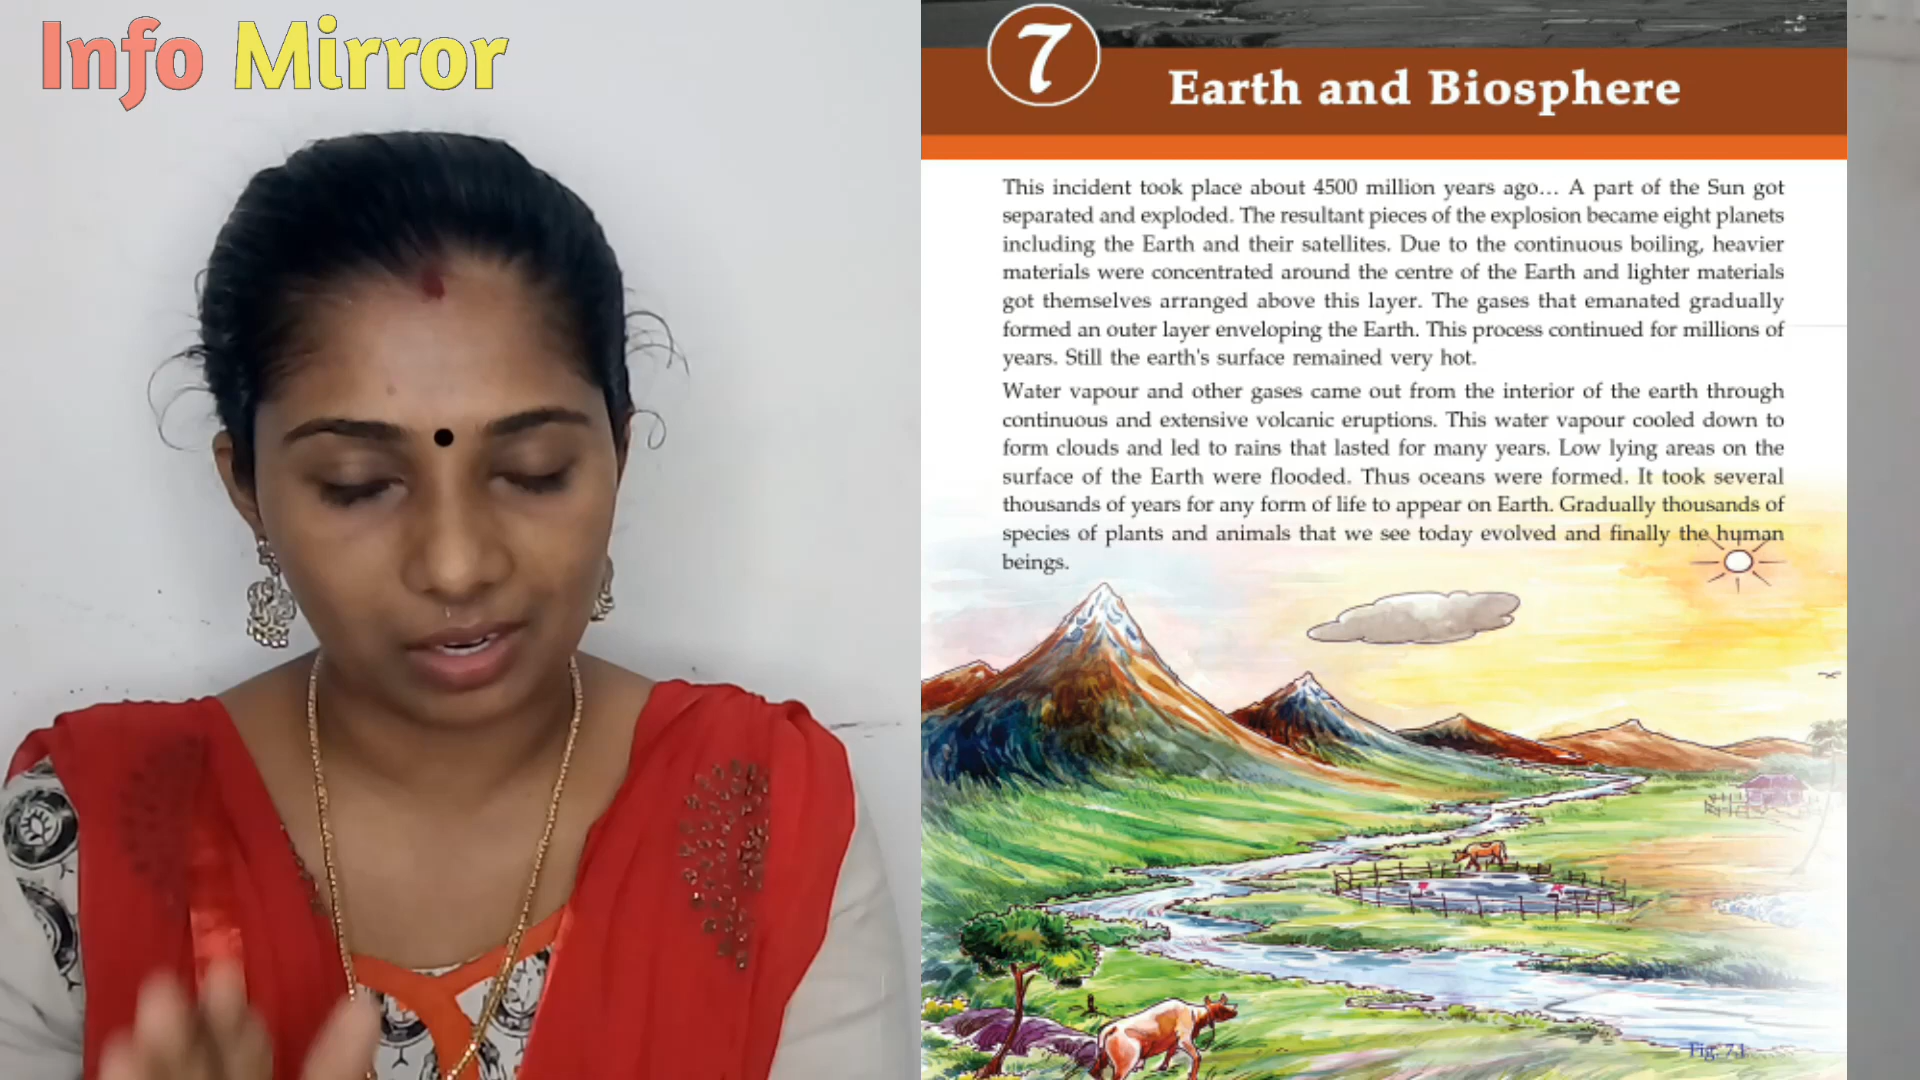 Info Mirror
7
Earth and Biosphere
This incident took place about 4500 million years ago... A part of the Sun got
separated and exploded. The resultant pieces of the explosion became eight planets
including the Earth and their satellites. Due to the continuous boiling, heavier
materials were concentrated around the centre of the Earth and lighter materials
got themselves arranged above this layer. The gases that emanated gradually
formed an outer layer enveloping the Earth. This process continued for millions of
years. Still the earth's surface remained very hot.
Water vapour and other gases came out from the interior of the earth through
continuous and extensive volcanic eruptions. This water vapour cooled down to
form clouds and led to rains that lasted for many years. Low lying areas on the
surface of the Earth were flooded. Thus oceans were formed. It took several
thousands of years for any form of life to appear on Earth. Gradually thousands of
species of plants and animals that we see today evolved and finally the human
beings.
Fig. 7.1